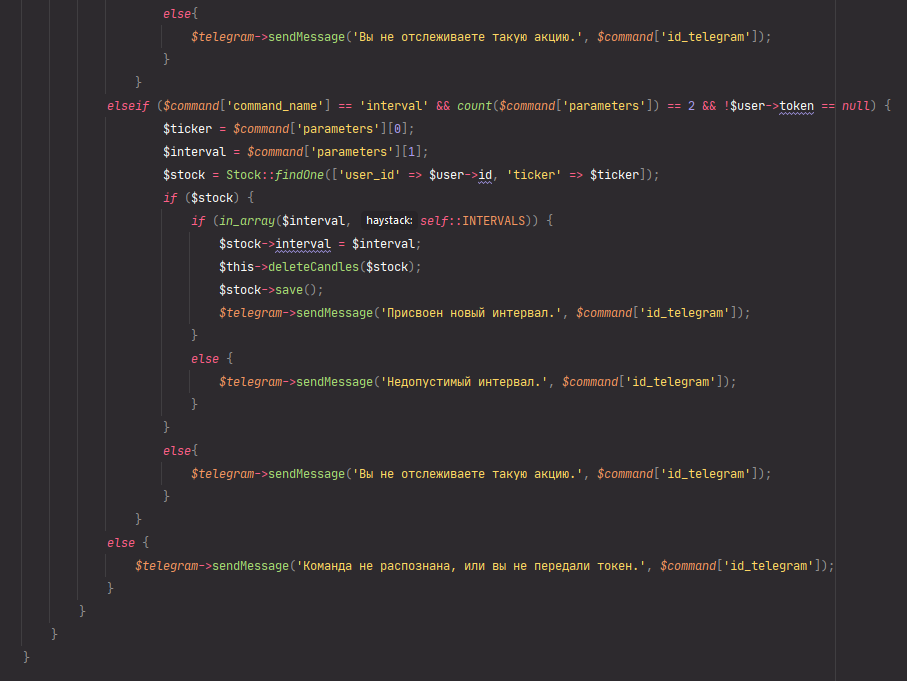 else{
$telegram->sendMessage('Вы не отслеживаете такую акцию.', $command['id_telegram']);
}
}
elseif ($command['command_name'] == 'interval' && count($command['parameters']) == 2 && !$user->token == null) {
$ticker = $command['parameters'][0];
$interval = $command['parameters'][1];
$stock = Stock::findOne(['user_id' => $user->id, 'ticker' => $ticker]);
if ($stock) {
if (in_array($interval, haystack: self::INTERVALS)) {
$stock->interval = $interval;
$this->deleteCandles($stock);
$stock->save();
$telegram->sendMessage('Присвоен новый интервал.', $command['id_telegram']);
}
else {
$telegram->sendMessage('Недопустимый интервал.', $command['id_telegram']);
}
}
else{
$telegram->sendMessage('Вы не отслеживаете такую акцию.', $command['id_telegram']);
}
}
else {
$telegram->sendMessage('Команда не распознана, или вы не передали токен.', $command['id_telegram']);
}
}
}
}